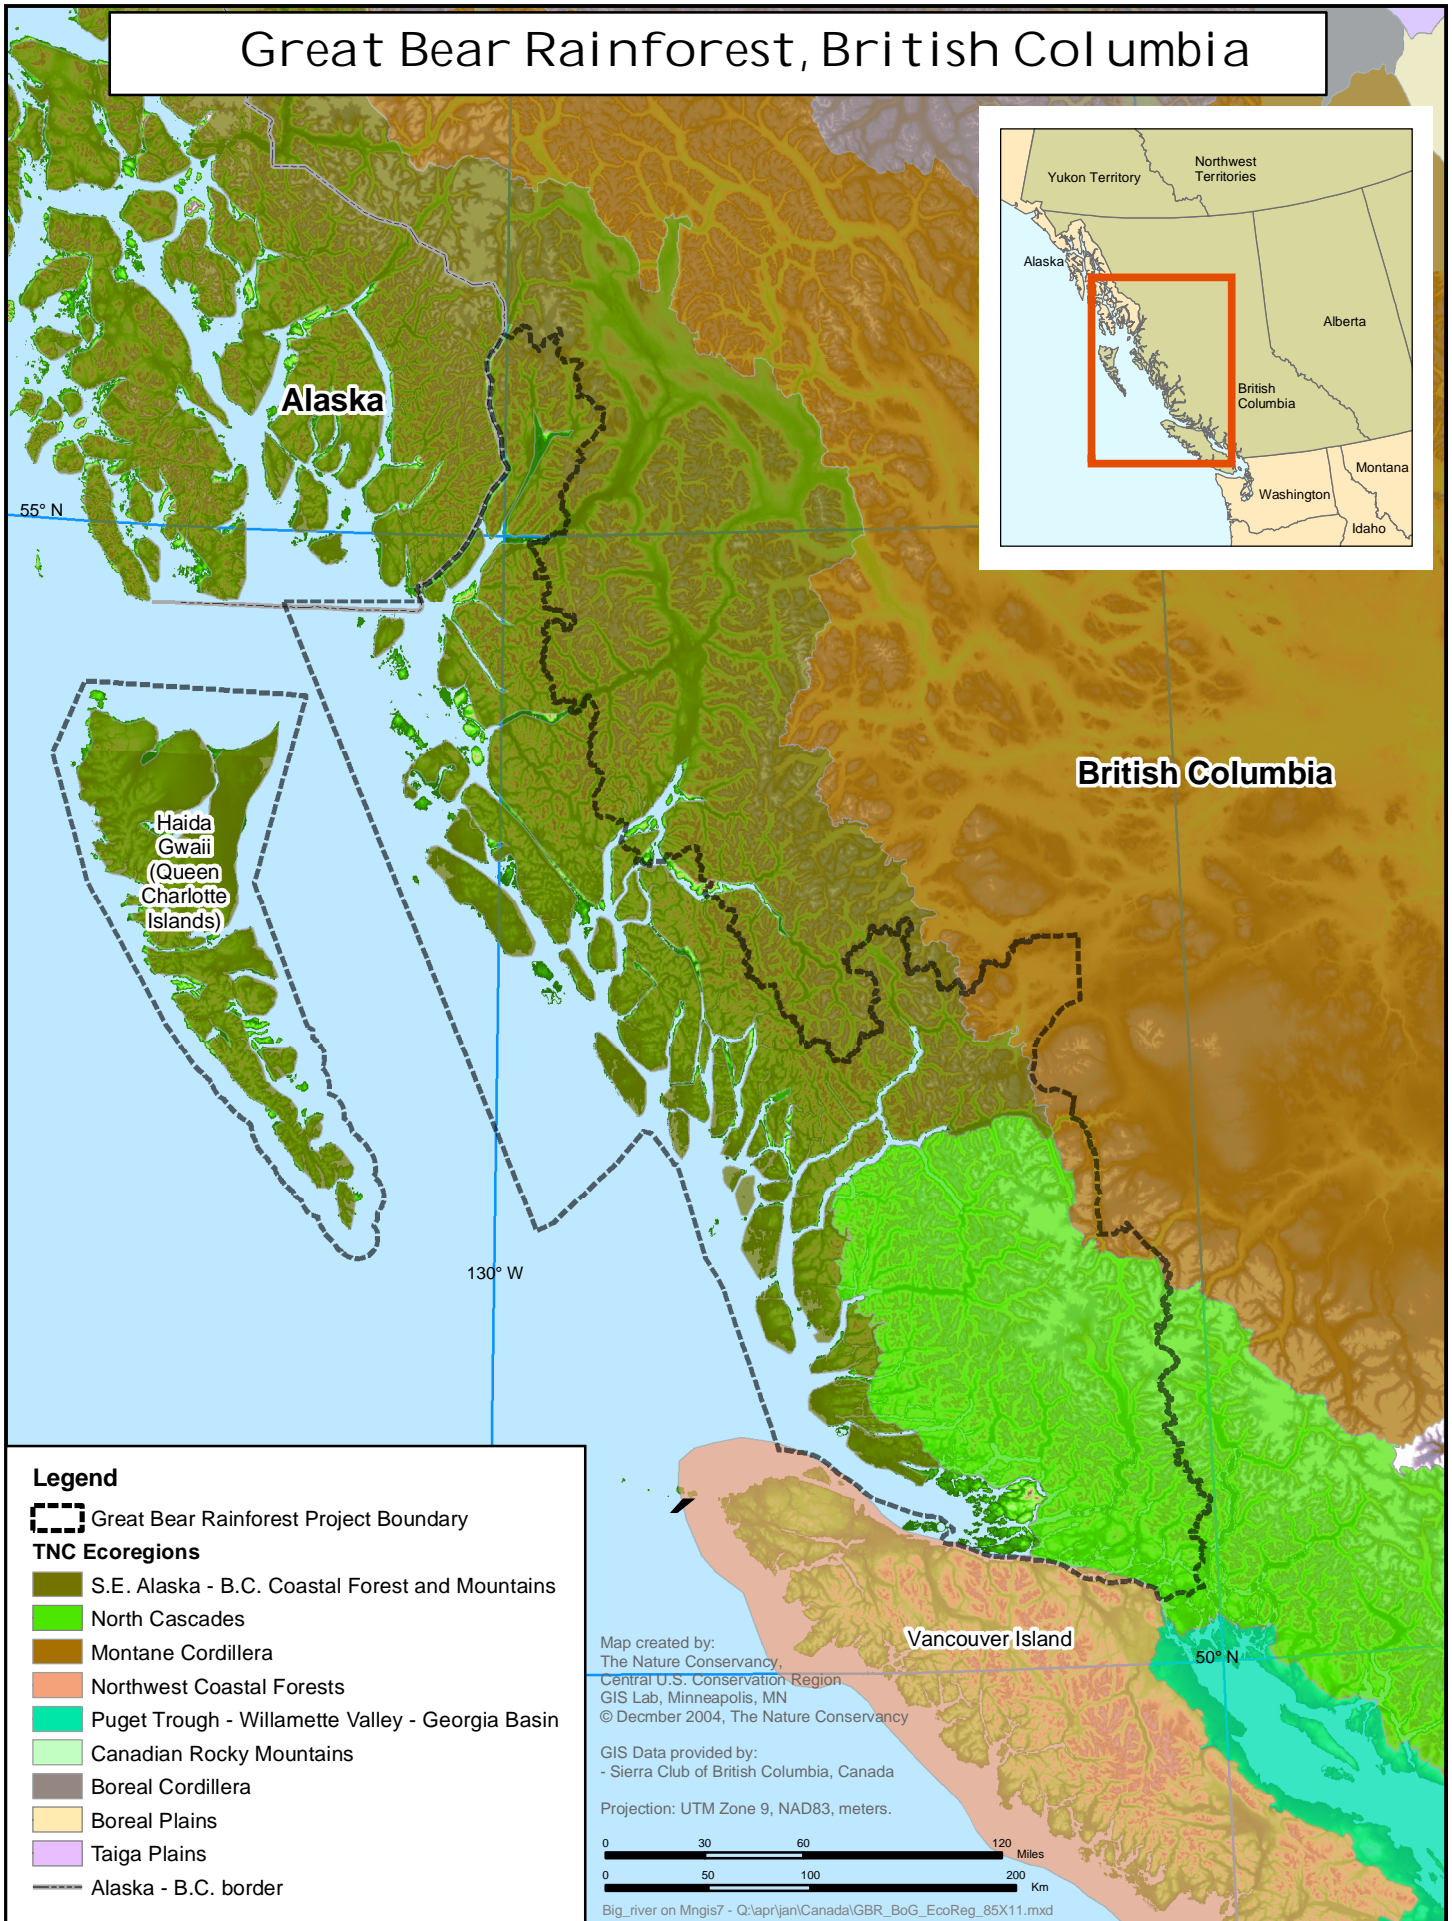 Great Bear Rainforest, British Columbia
Yukon Territory
Northwest
Territories
Alaska
Alberta
British
Columbia
Montana
Washington
Idaho
Alaska
55° N
British Columbia
Haida
Gwaii
(Queen
Charlotte
Islands)
130° W
Vancouver Island
50° N
Legend
Great Bear Rainforest Project Boundary
TNC Ecoregions
S.E. Alaska - B.C. Coastal Forest and Mountains
North Cascades
Montane Cordillera
Northwest Coastal Forests
Puget Trough - Willamette Valley - Georgia Basin
Canadian Rocky Mountains
Boreal Cordillera
Boreal Plains
Taiga Plains
Alaska - B.C. border
Map created by:
The Nature Conservancy,
Central U.S. Conservation Region
GIS Lab, Minneapolis, MN
© Decmber 2004, The Nature Conservancy
GIS Data provided by:
- Sierra Club of British Columbia, Canada
Projection: UTM Zone 9, NAD83, meters.
0 30 60 120 Miles
0 50 100 200 Km
Big_river on Mngis7 - Q:\apr\jan\Canada\GBR_BoG_EcoReg_85X11.mxd